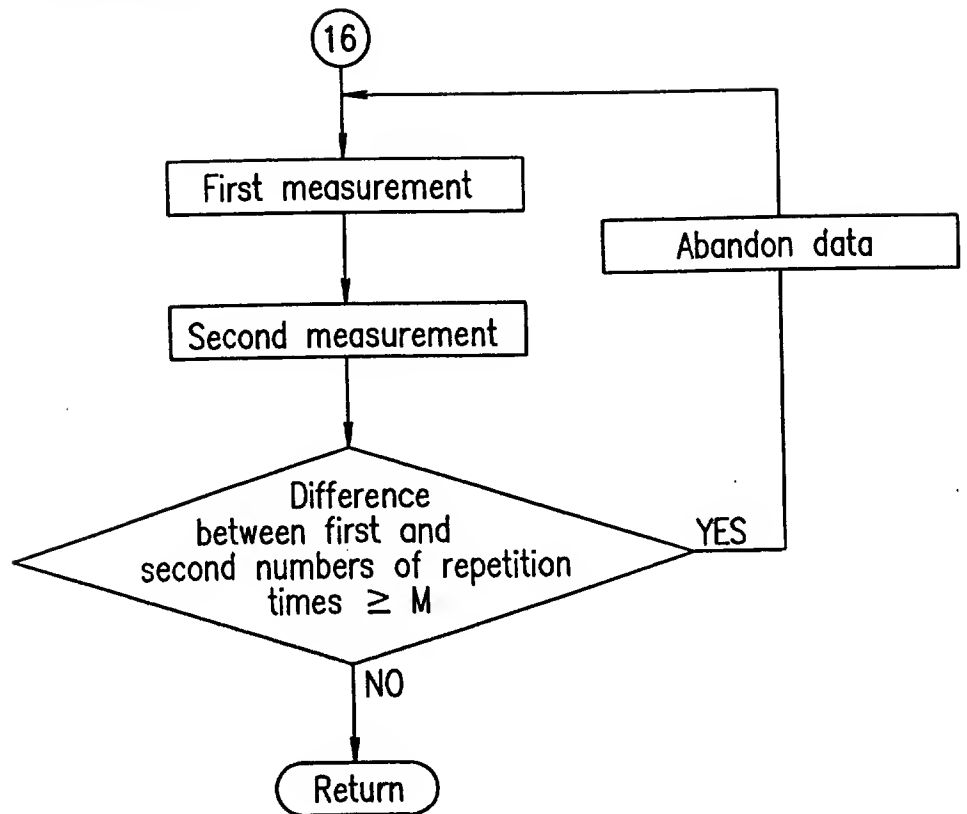 16
First measurement
Abandon data
Second measurement
Difference
between first and
second numbers of repetition
times ≥ M
YES
NO
Return